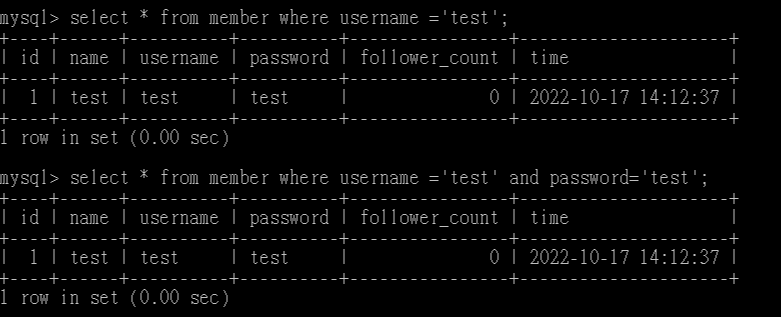 mysql> select * from member where username ='test';
+----+------+----------+----------+----------------+---------------------+
| id | name | username | password | follower_count | time                |
+----+------+----------+----------+----------------+---------------------+
|  1 | test | test     | test     |              0 | 2022-10-17 14:12:37 |
+----+------+----------+----------+----------------+---------------------+
1 row in set (0.00 sec)
mysql> select * from member where username ='test' and password='test';
+----+------+----------+----------+----------------+---------------------+
| id | name | username | password | follower_count | time                |
+----+------+----------+----------+----------------+---------------------+
|  1 | test | test     | test     |              0 | 2022-10-17 14:12:37 |
+----+------+----------+----------+----------------+---------------------+
1 row in set (0.00 sec)